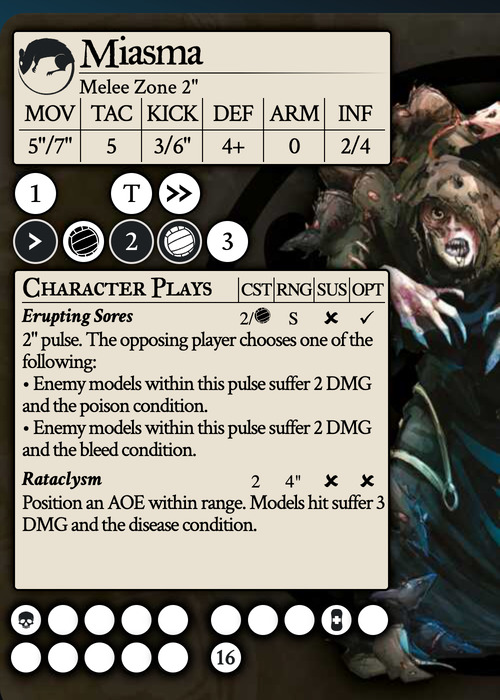 Miasma
Melee Zone 2"
MOV TAC KICK DEF ARM INF
5"/7" 5 3/6" 4+ 0 2/4
1 T >>
> 2 3
Character Plays CST RNG SUS OPT
Erupting Sores 2/ S ✘ ✓
2" pulse. The opposing player chooses one of the
following:
• Enemy models within this pulse suffer 2 DMG
and the poison condition.
• Enemy models within this pulse suffer 2 DMG
and the bleed condition.
Rataclysm 2 4" ✘ ✘
Position an AOE within range. Models hit suffer 3
DMG and the disease condition.
16